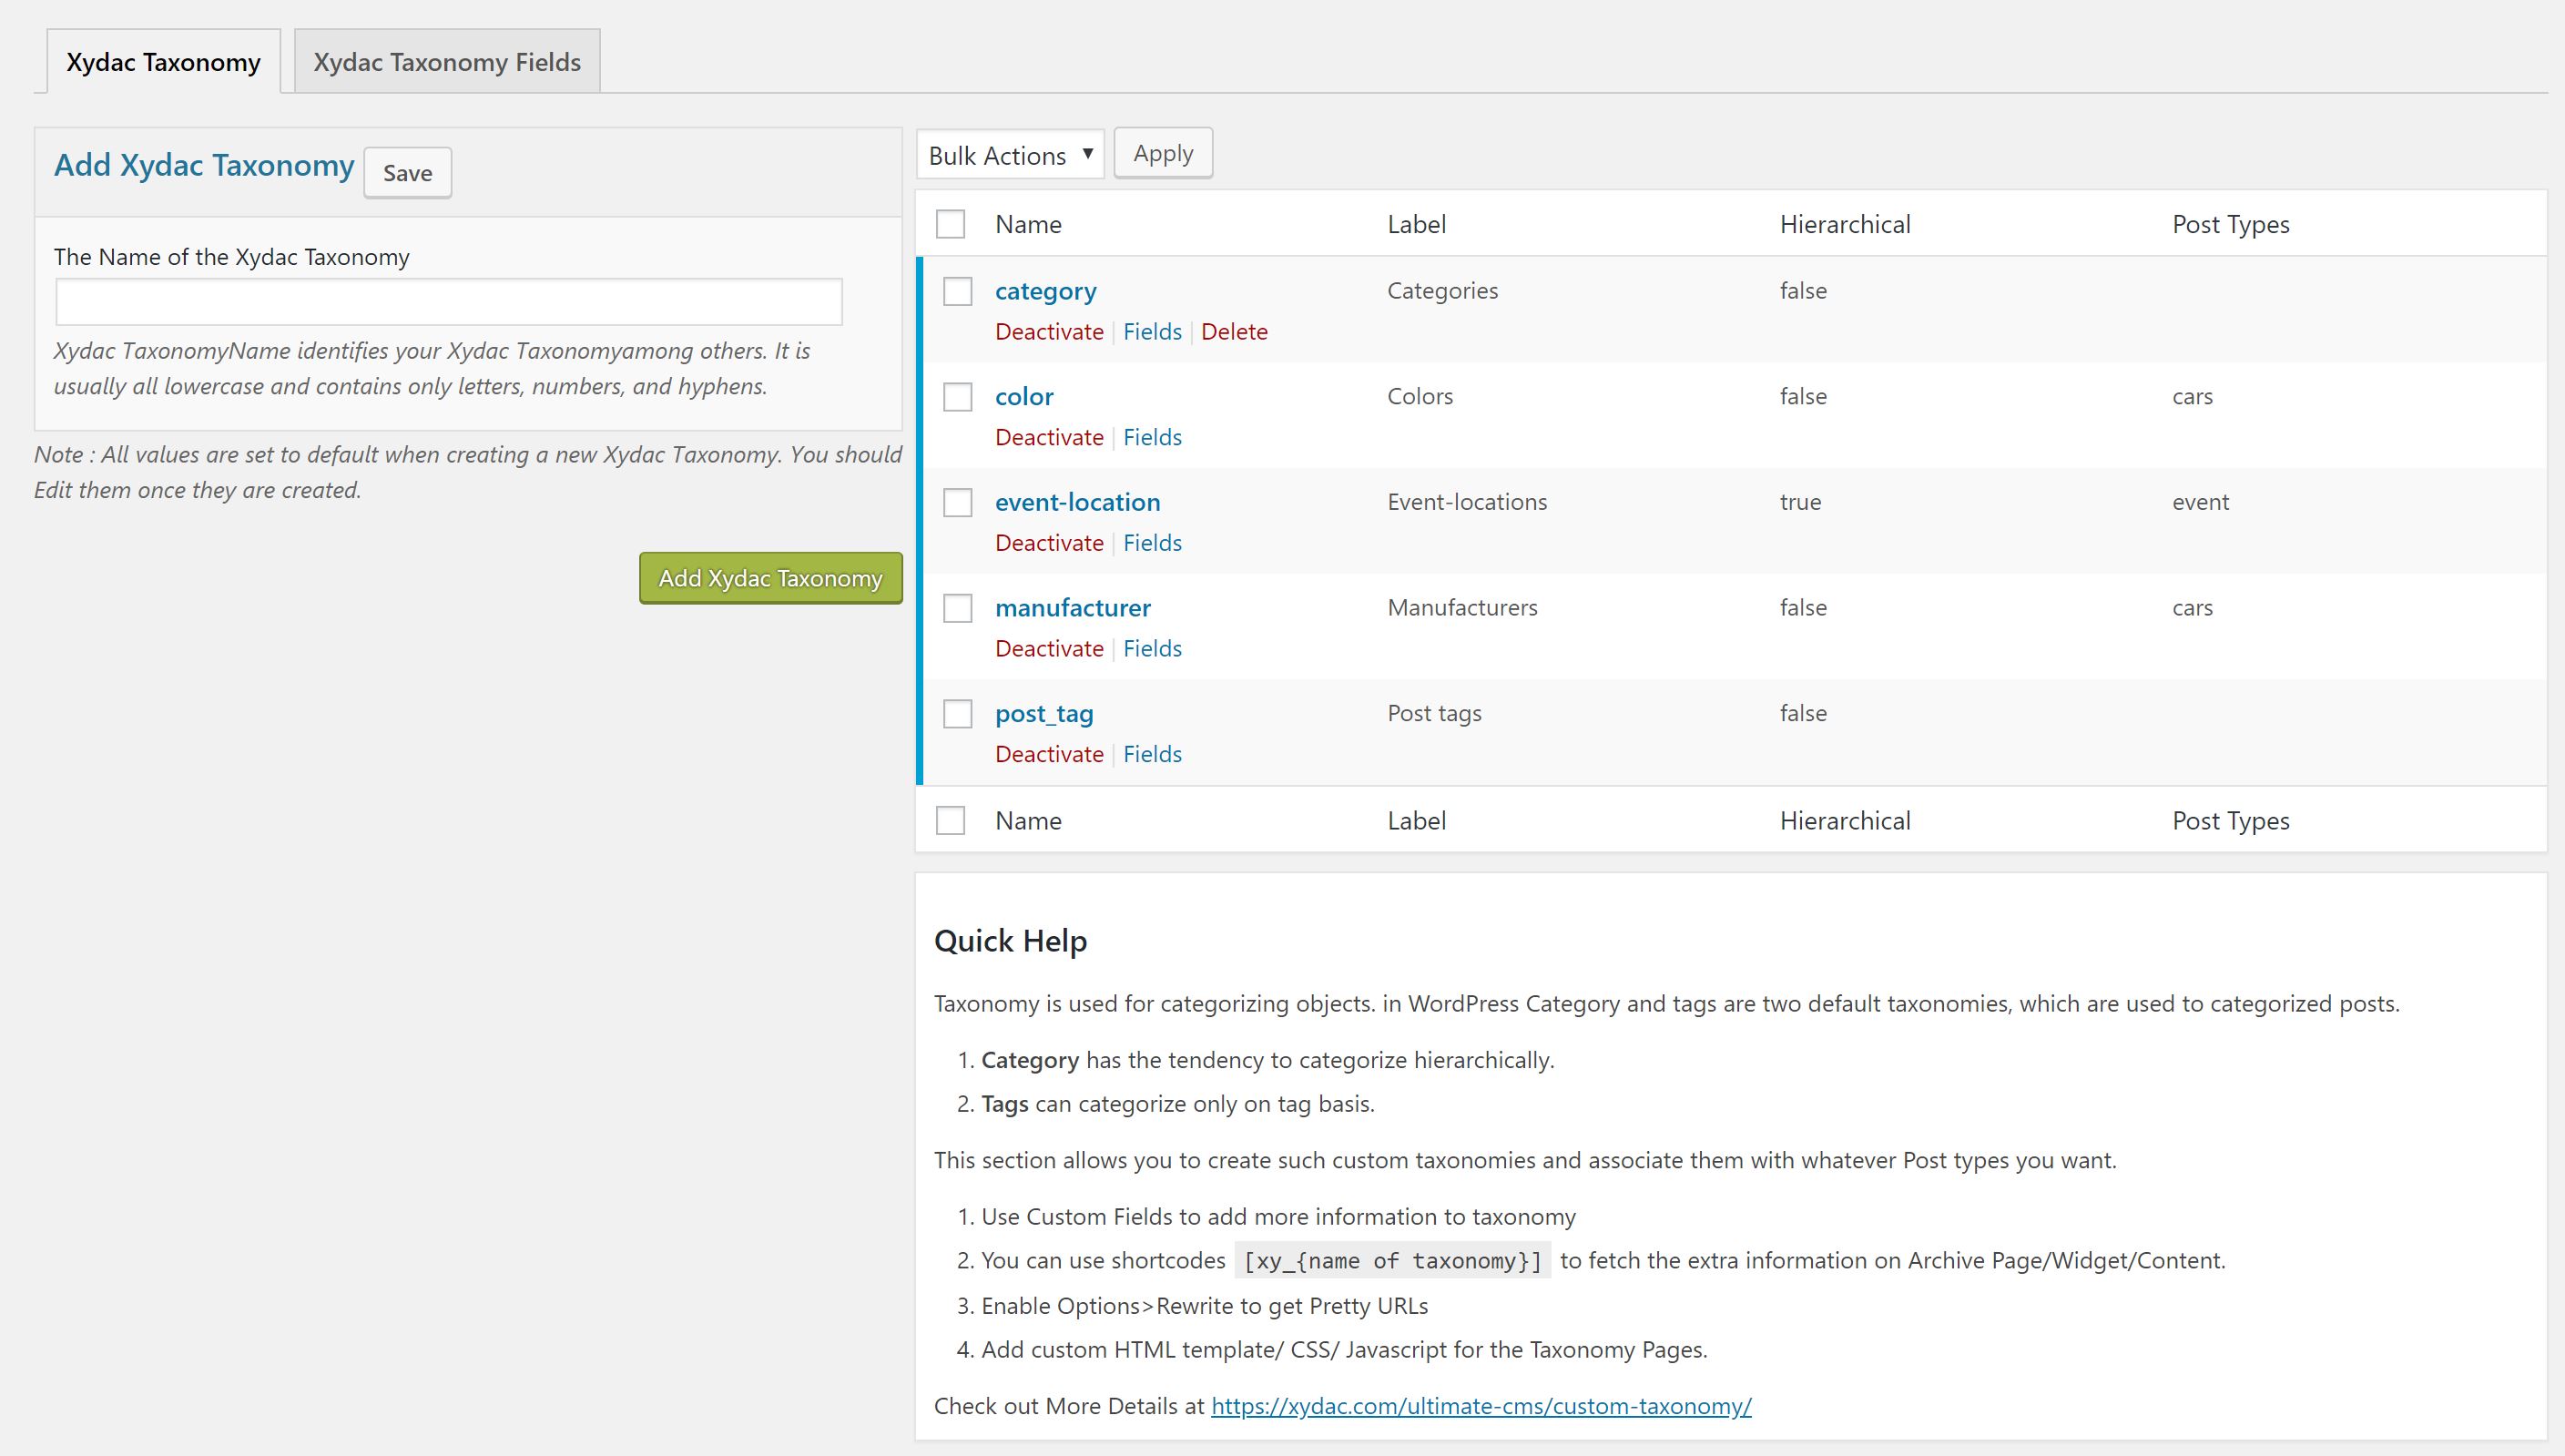 Xydac Taxonomy
Xydac Taxonomy Fields
Add Xydac Taxonomy
Save
The Name of the Xydac Taxonomy
Xydac TaxonomyName identifies your Xydac Taxonomyamong others. It is
usually all lowercase and contains only letters, numbers, and hyphens.
Note : All values are set to default when creating a new Xydac Taxonomy. You should
Edit them once they are created.
Add Xydac Taxonomy
Bulk Actions
Apply
Name Label Hierarchical Post Types
category Categories false
Deactivate | Fields | Delete
color Colors false cars
Deactivate | Fields
event-location Event-locations true event
Deactivate | Fields
manufacturer Manufacturers false cars
Deactivate | Fields
post_tag Post tags false
Deactivate | Fields
Name Label Hierarchical Post Types
Quick Help
Taxonomy is used for categorizing objects. in WordPress Category and tags are two default taxonomies, which are used to categorized posts.
1. Category has the tendency to categorize hierarchically.
2. Tags can categorize only on tag basis.
This section allows you to create such custom taxonomies and associate them with whatever Post types you want.
1. Use Custom Fields to add more information to taxonomy
2. You can use shortcodes [xy_{name of taxonomy}] to fetch the extra information on Archive Page/Widget/Content.
3. Enable Options>Rewrite to get Pretty URLs
4. Add custom HTML template/ CSS/ Javascript for the Taxonomy Pages.
Check out More Details at https://xydac.com/ultimate-cms/custom-taxonomy/